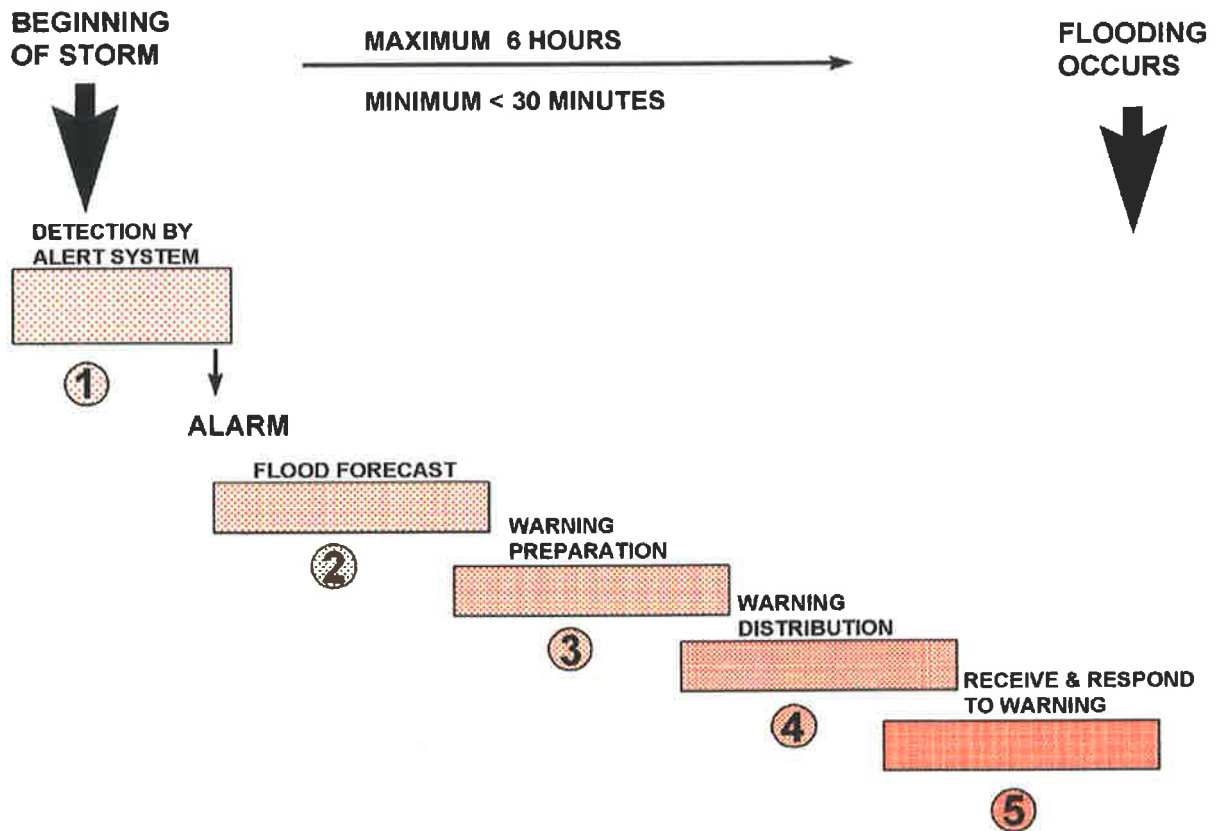 BEGINNING
OF STORM
MAXIMUM 6 HOURS
MINIMUM < 30 MINUTES
FLOODING
OCCURS
DETECTION BY
ALERT SYSTEM
1
ALARM
FLOOD FORECAST
2
WARNING
PREPARATION
3
WARNING
DISTRIBUTION
4
RECEIVE & RESPOND
TO WARNING
5